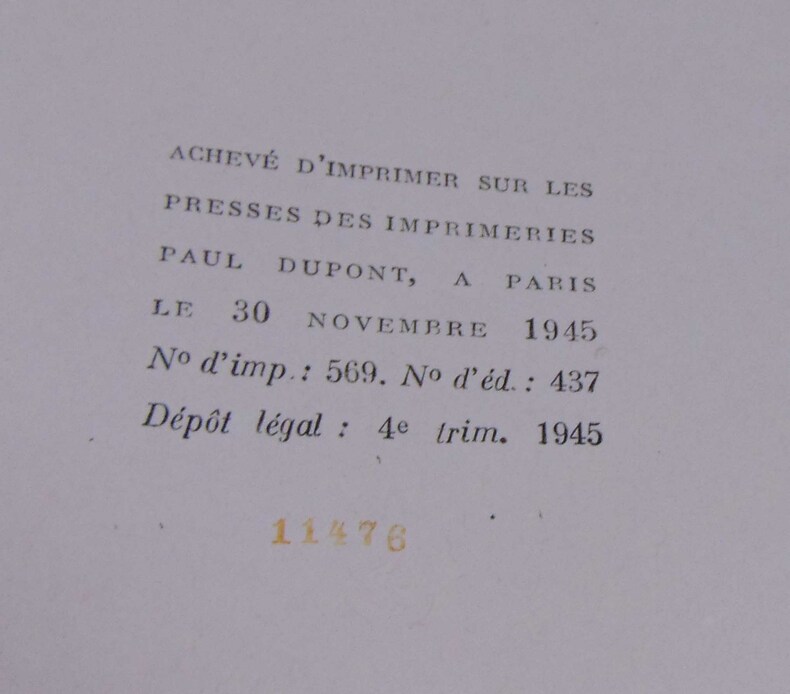 ACHEVÉ D'IMPRIMER SUR LES
PRESSES DES IMPRIMERIES
PAUL DUPONT, A PARIS
LE 30 NOVEMBRE 1945
Nº d'imp.: 569. Nº d'éd.: 437
Dépôt légal : 4e trim. 1945
11476